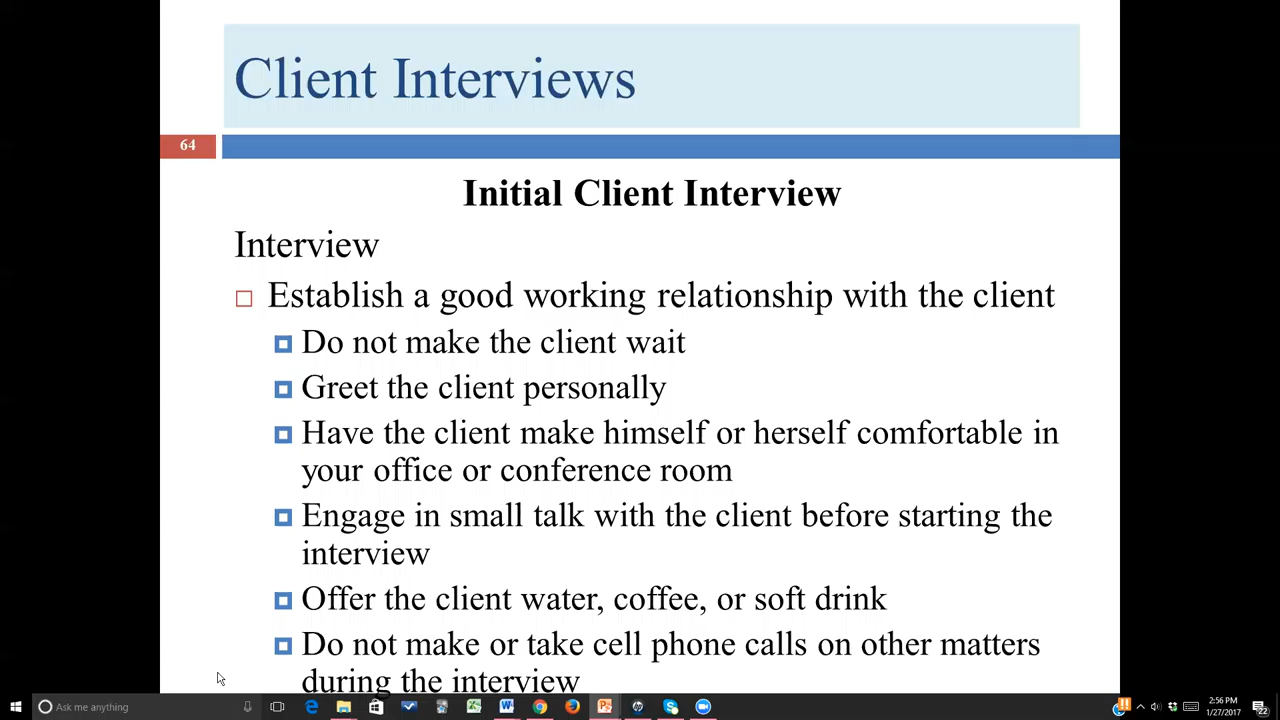 Client Interviews
64
Initial Client Interview
Interview
Establish a good working relationship with the client
Do not make the client wait
Greet the client personally
Have the client make himself or herself comfortable in
your office or conference room
Engage in small talk with the client before starting the
interview
Offer the client water, coffee, or soft drink
Do not make or take cell phone calls on other matters
during the interview
Ask me anything
2:56 PM
1/27/2017
22